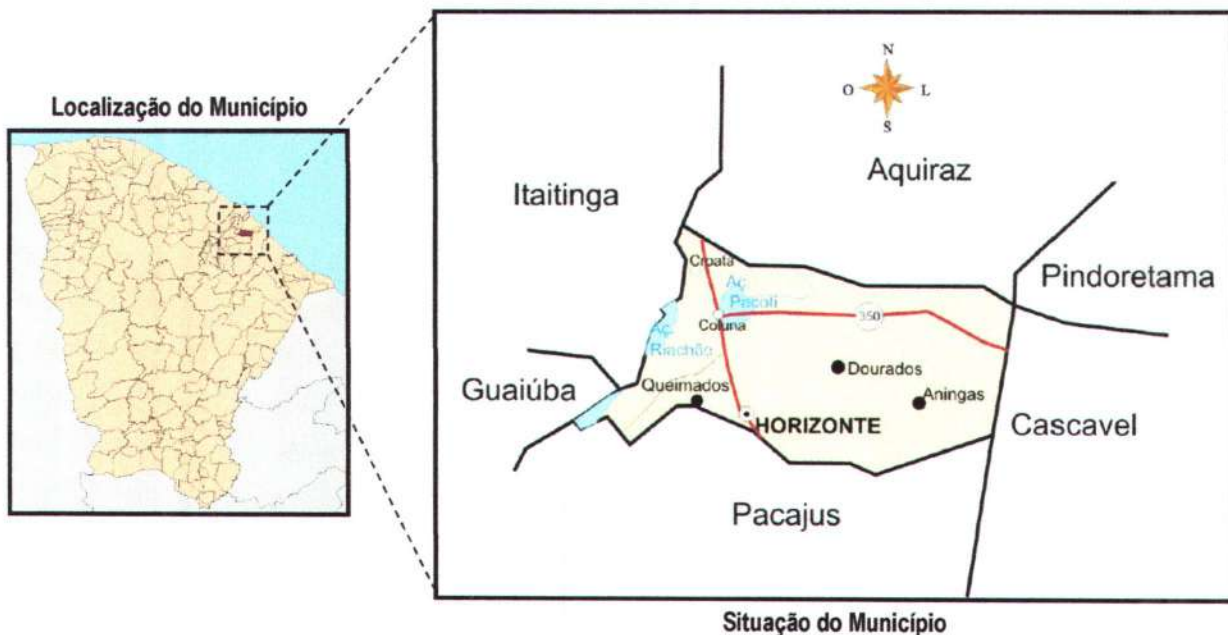 Localização do Município
N
O
L
S
Itaitinga
Aquiraz
Pindoretama
Croatá
Aç.
Pacoti
350
Coluna
Aç.
Riachão
Guaiúba
Queimados
Dourados
Aningas
HORIZONTE
Cascavel
Pacajus
Situação do Município